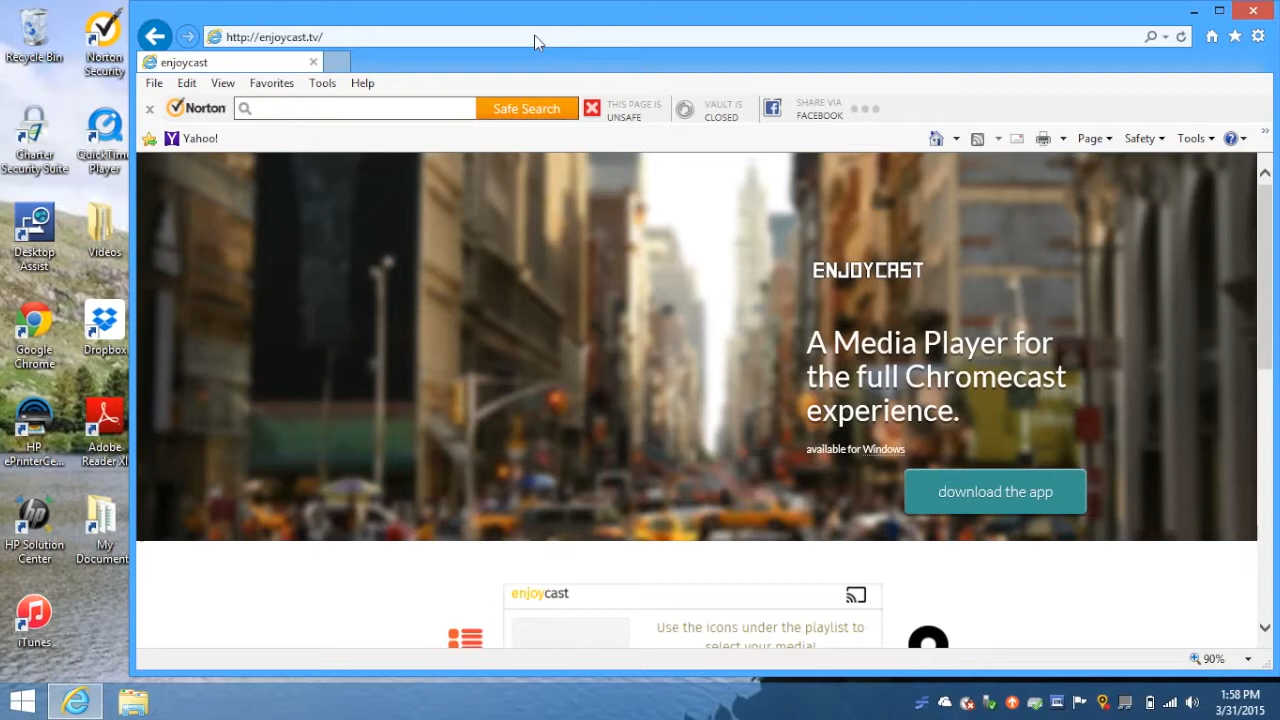 Recycle Bin
Norton
Security
Charter
Security Suite
QuickTime
Player
Desktop
Assist
Videos
Google
Chrome
Dropbox
HP
ePrinterCe...
Adobe
Reader XI
HP Solution
Center
My
Document
iTunes
http://enjoycast.tv/
enjoycast
File Edit View Favorites Tools Help
Norton Safe Search THIS PAGE IS UNSAFE VAULT IS CLOSED SHARE VIA FACEBOOK
Yahoo! Page Safety Tools
ENJOYCAST
A Media Player for
the full Chromecast
experience.
available for Windows
download the app
enjoycast
Use the icons under the playlist to
select your media!
90%
1:58 PM
3/31/2015